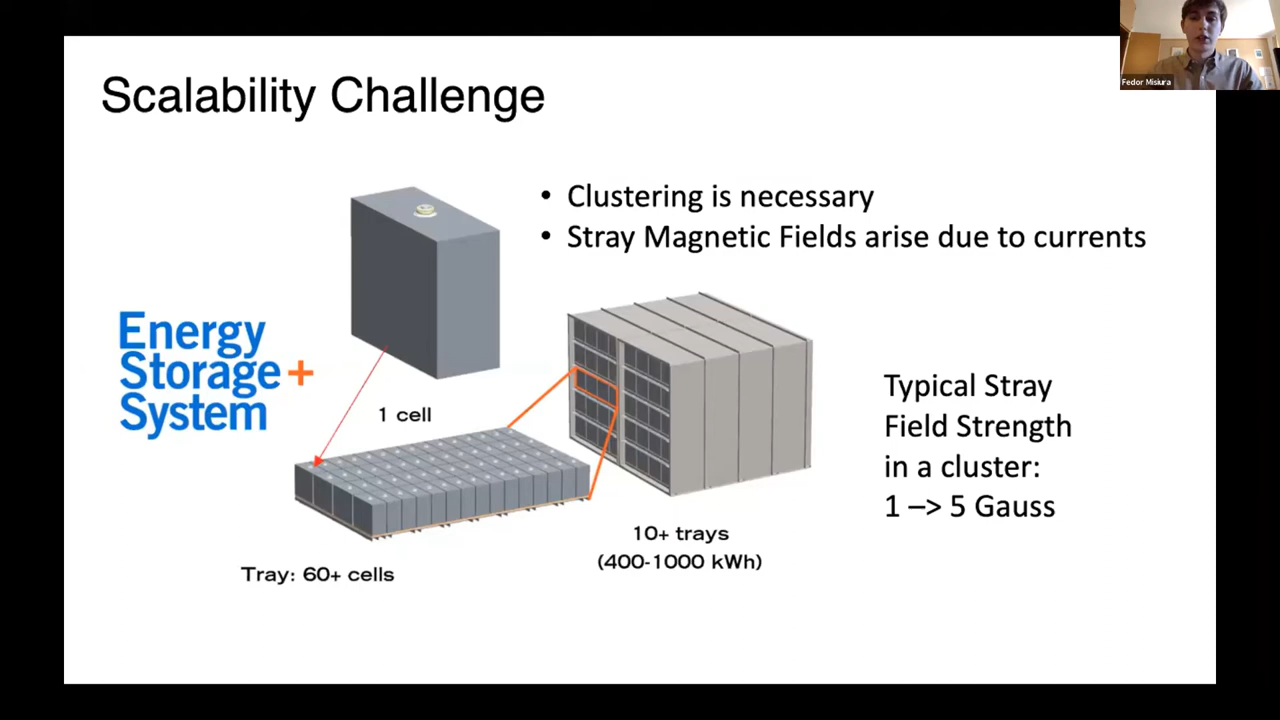 Fedor Misiura
Scalability Challenge
• Clustering is necessary
• Stray Magnetic Fields arise due to currents
Energy
Storage+
System
1 cell
Typical Stray
Field Strength
in a cluster:
1 –> 5 Gauss
10+ trays
(400-1000 kWh)
Tray: 60+ cells